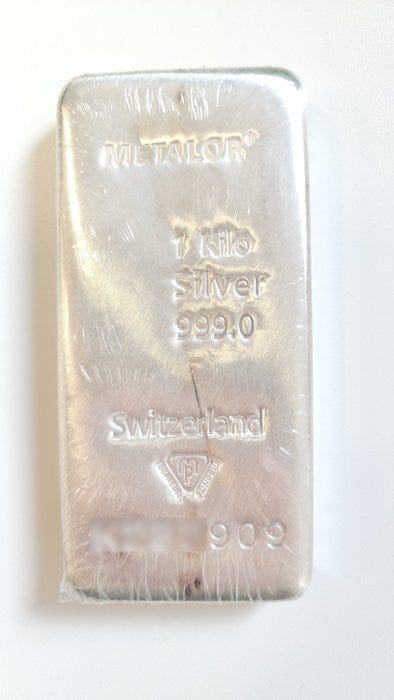 METALOR®
1 Kilo
Silver
999.0
Switzerland
909